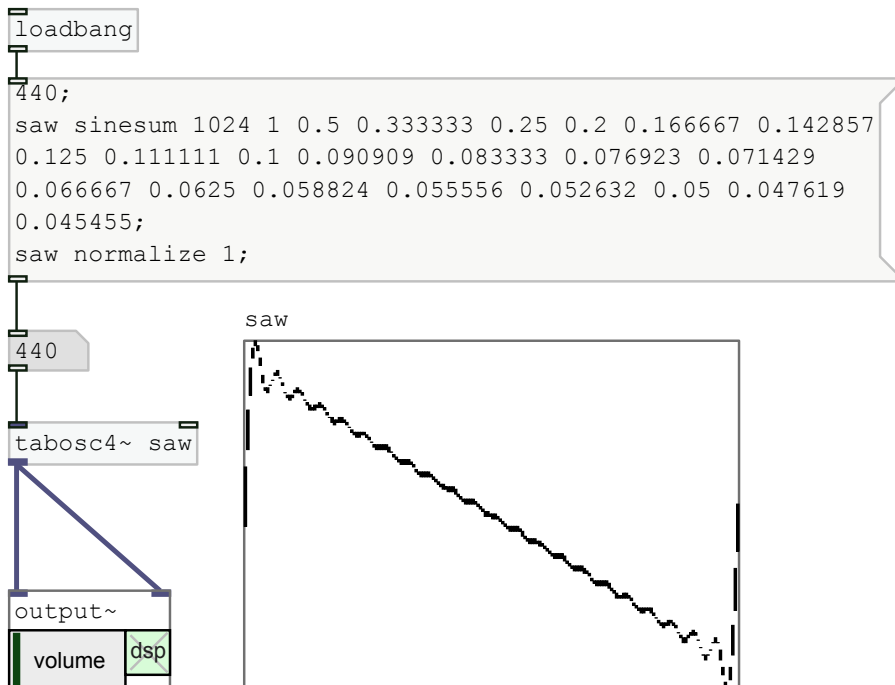 loadbang
440;
saw sinesum 1024 1 0.5 0.333333 0.25 0.2 0.166667 0.142857
0.125 0.111111 0.1 0.090909 0.083333 0.076923 0.071429
0.066667 0.0625 0.058824 0.055556 0.052632 0.05 0.047619
0.045455;
saw normalize 1;
saw
440
tabosc4~ saw
output~
volume
dsp